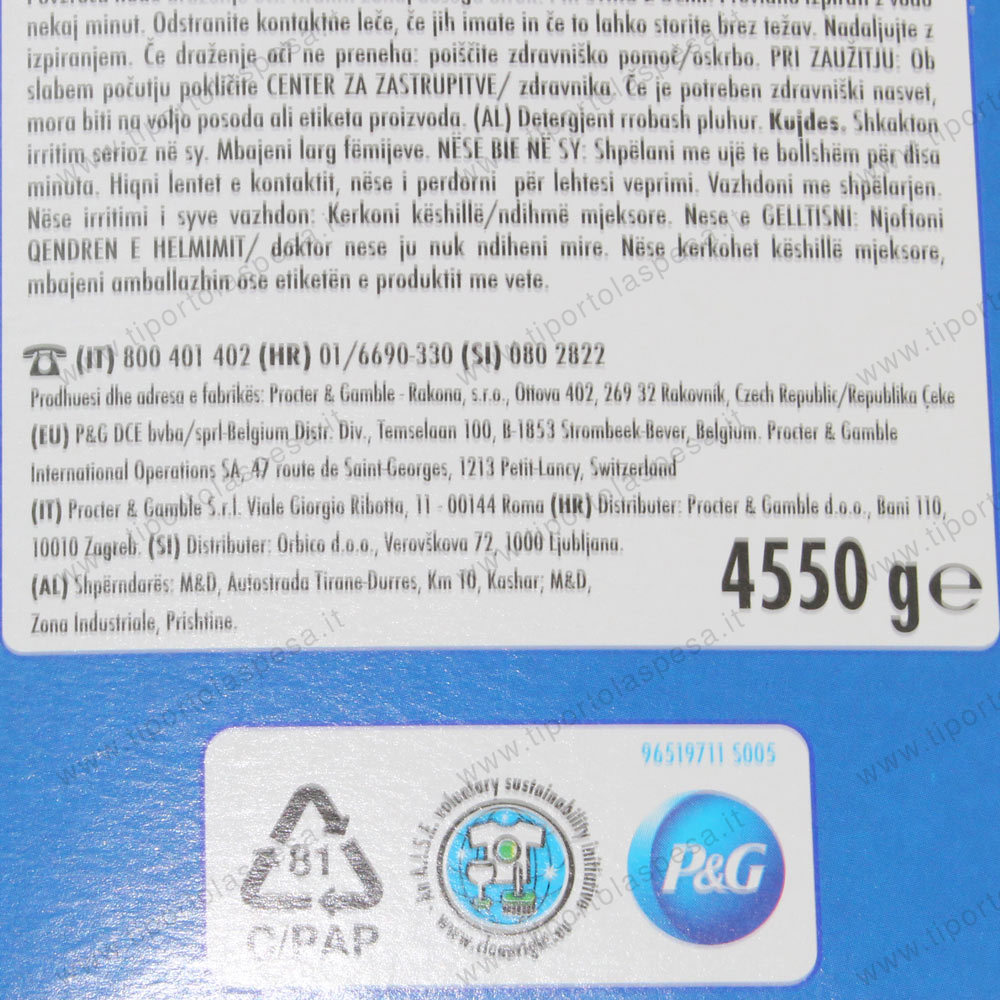 nekaj minut. Odstranite kontaktne leče, če jih imate in če to lahko storite brez težav. Nadaljujte z
izpiranjem. Če draženje oči ne preneha: poiščite zdravniško pomoč/oskrbo. PRI ZAUŽITJU: Ob
slabem počutju pokličite CENTER ZA ZASTRUPITVE/ zdravnika. Če je potreben zdravniški nasvet,
mora biti na voljo posoda ali etiketa proizvoda. (AL) Detergjent rrobash pluhur. Kujdes. Shkakton
irritim serioz në sy. Mbajeni larg fëmijeve. NËSE BIE NË SY: Shpëlani me ujë te bollshëm për disa
minuta. Hiqni lentet e kontaktit, nëse i perdorni për lehtesi veprimi. Vazhdoni me shpëlarjen.
Nëse irritimi i syve vazhdon: Kerkoni këshillë/ndihmë mjeksore. Nese e GELLTISNI: Njoftoni
QENDREN E HELMIMIT/ doktor nese ju nuk ndiheni mire. Nëse kerkohet këshillë mjeksore,
mbajeni amballazhin ose etiketën e produktit me vete.
(IT) 800 401 402 (HR) 01/6690-330 (SI) 080 2822
Prodhuesi dhe adresa e fabrikës: Procter & Gamble - Rakona, s.r.o., Ottova 402, 269 32 Rakovník, Czech Republic/Republika Çeke
(EU) P&G DCE bvba/sprl-Belgium Distr. Div., Temselaan 100, B-1853 Strombeek-Bever, Belgium. Procter & Gamble
International Operations SA, 47 route de Saint-Georges, 1213 Petit-Lancy, Switzerland
(IT) Procter & Gamble S.r.l. Viale Giorgio Ribotta, 11 - 00144 Roma (HR) Distributer: Procter & Gamble d.o.o., Bani 110,
10010 Zagreb. (SI) Distributer: Orbico d.o.o., Verovškova 72, 1000 Ljubljana.
(AL) Shpërndarës: M&D, Autostrada Tirane-Durres, Km 10, Kashar; M&D,
Zona Industriale, Prishtine.
4550 g e
96519711 S005
An A.I.S.E. voluntary sustainability initiative
www.cleanright.eu
P&G
81
C/PAP
www.tiportolaspesa.it